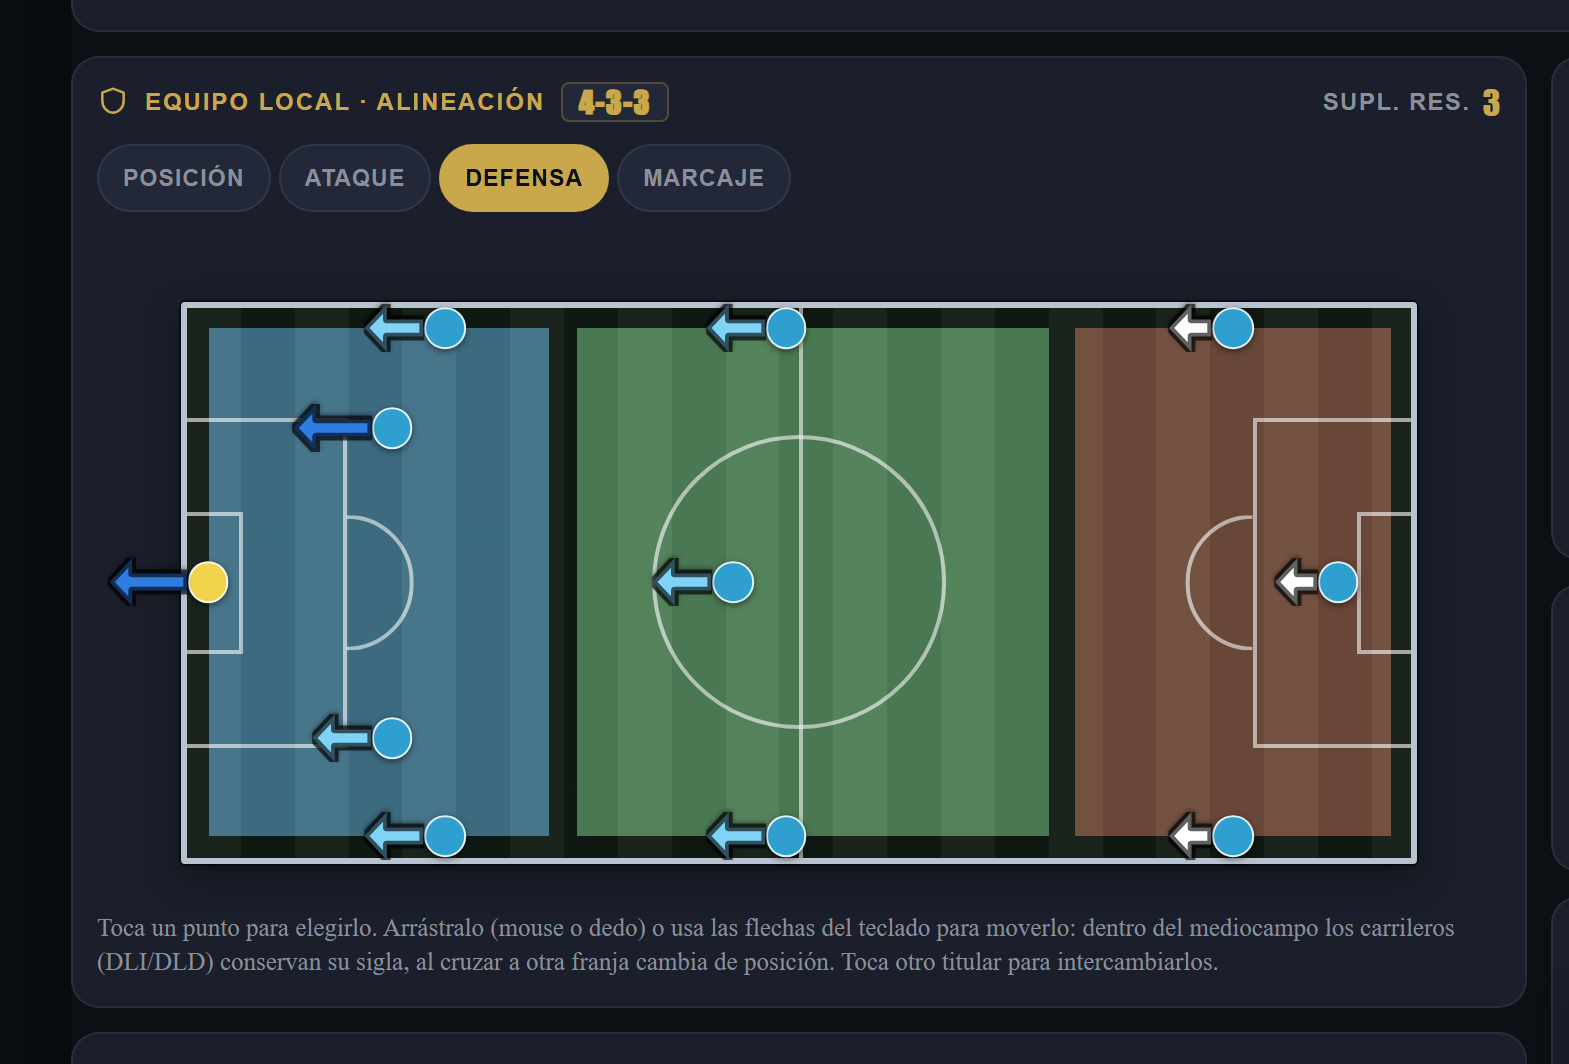 EQUIPO LOCAL · ALINEACIÓN 4-3-3 SUPL. RES. 3
POSICIÓN ATAQUE DEFENSA MARCAJE
Toca un punto para elegirlo. Arrástralo (mouse o dedo) o usa las flechas del teclado para moverlo: dentro del mediocampo los carrileros
(DLI/DLD) conservan su sigla, al cruzar a otra franja cambia de posición. Toca otro titular para intercambiarlos.